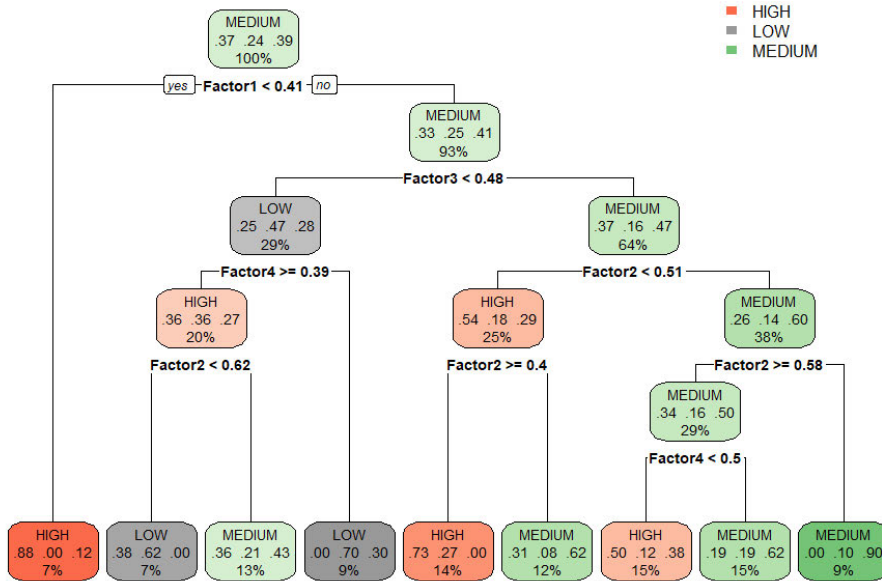 HIGH
LOW
MEDIUM
MEDIUM
.37 .24 .39
100%
yes Factor1 < 0.41 no
MEDIUM
.33 .25 .41
93%
Factor3 < 0.48
LOW
.25 .47 .28
29%
MEDIUM
.37 .16 .47
64%
Factor4 >= 0.39
Factor2 < 0.51
HIGH
.36 .36 .27
20%
HIGH
.54 .18 .29
25%
MEDIUM
.26 .14 .60
38%
Factor2 < 0.62
Factor2 >= 0.4
Factor2 >= 0.58
MEDIUM
.34 .16 .50
29%
Factor4 < 0.5
HIGH
.88 .00 .12
7%
LOW
.38 .62 .00
7%
MEDIUM
.36 .21 .43
13%
LOW
.00 .70 .30
9%
HIGH
.73 .27 .00
14%
MEDIUM
.31 .08 .62
12%
HIGH
.50 .12 .38
15%
MEDIUM
.19 .19 .62
15%
MEDIUM
.00 .10 .90
9%